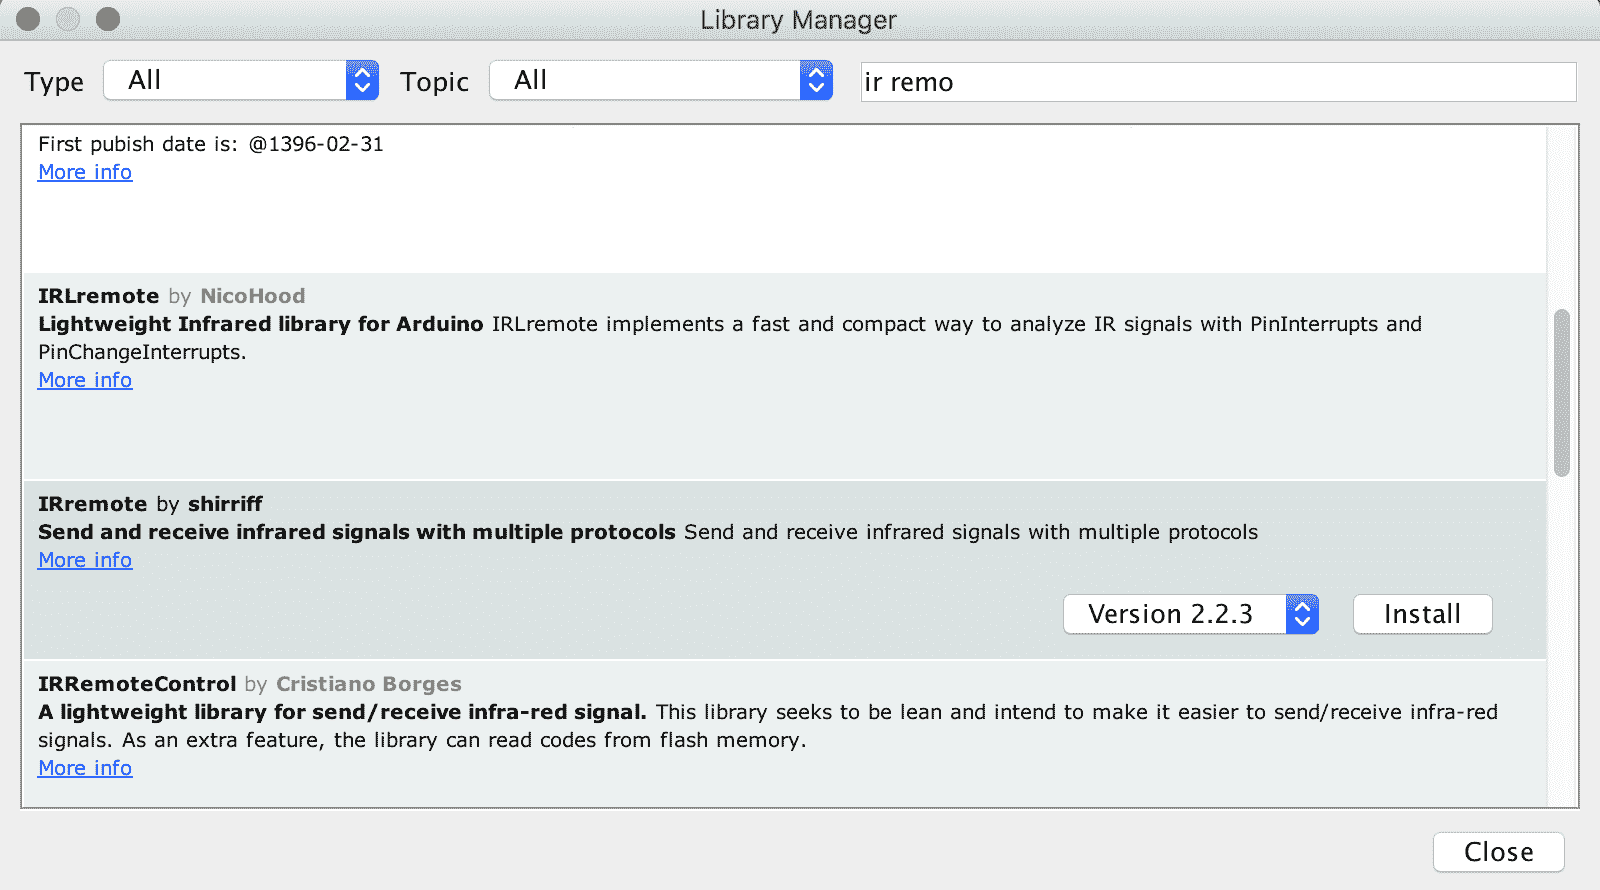 Library Manager
Type All Topic All ir remo
First pubish date is: @1396-02-31
More info
IRLremote by NicoHood
Lightweight Infrared library for Arduino IRLremote implements a fast and compact way to analyze IR signals with PinInterrupts and
PinChangeInterrupts.
More info
IRremote by shirriff
Send and receive infrared signals with multiple protocols Send and receive infrared signals with multiple protocols
More info
Version 2.2.3 Install
IRRemoteControl by Cristiano Borges
A lightweight library for send/receive infra-red signal. This library seeks to be lean and intend to make it easier to send/receive infra-red
signals. As an extra feature, the library can read codes from flash memory.
More info
Close